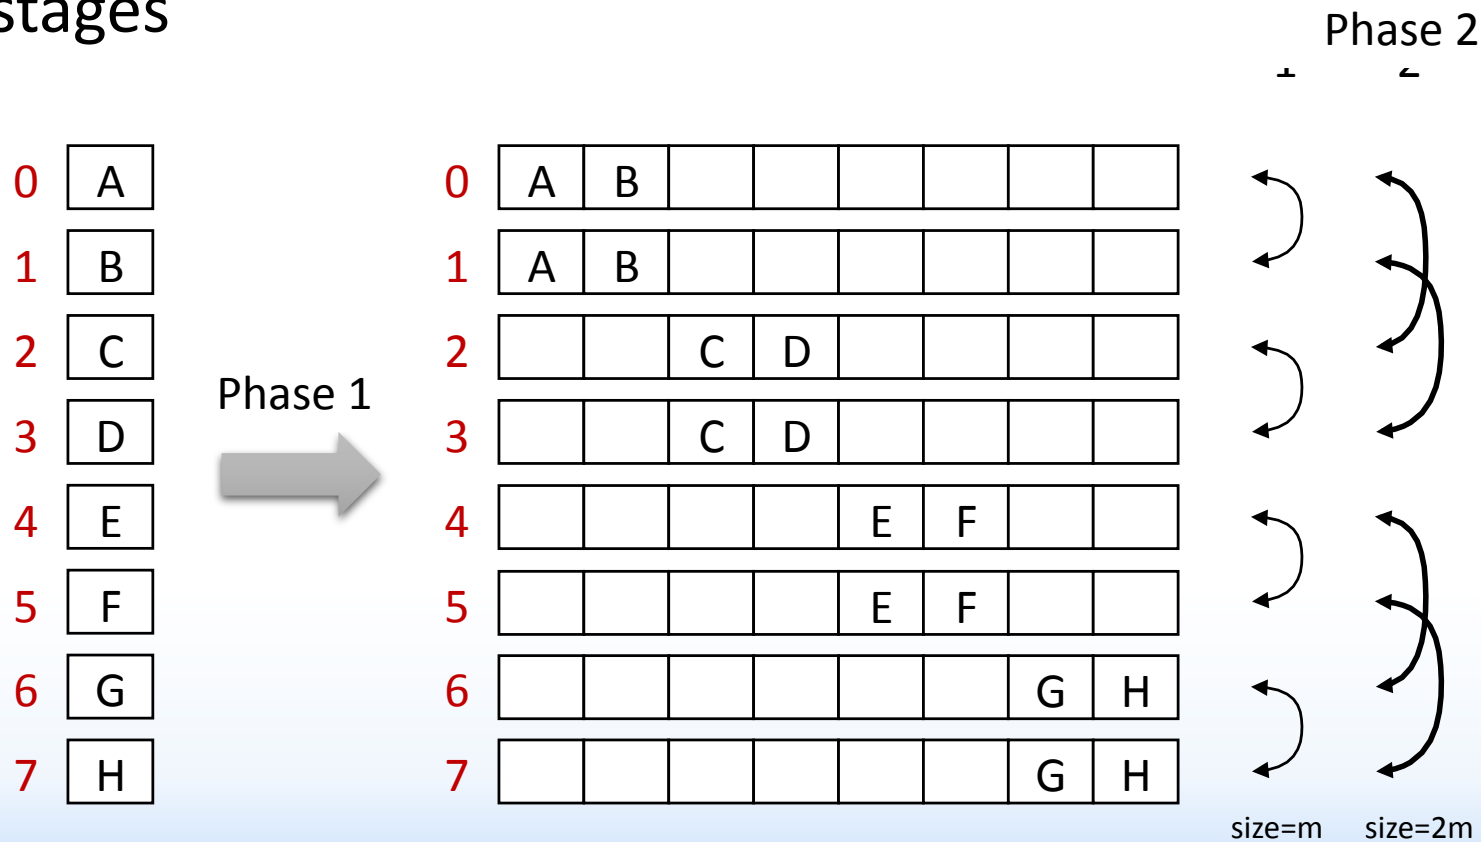 stages
Phase 2
0 A 0 A B
1 B 1 A B
2 C 2 C D
Phase 1
3 D 3 C D
4 E 4 E F
5 F 5 E F
6 G 6 G H
7 H 7 G H
size=m size=2m